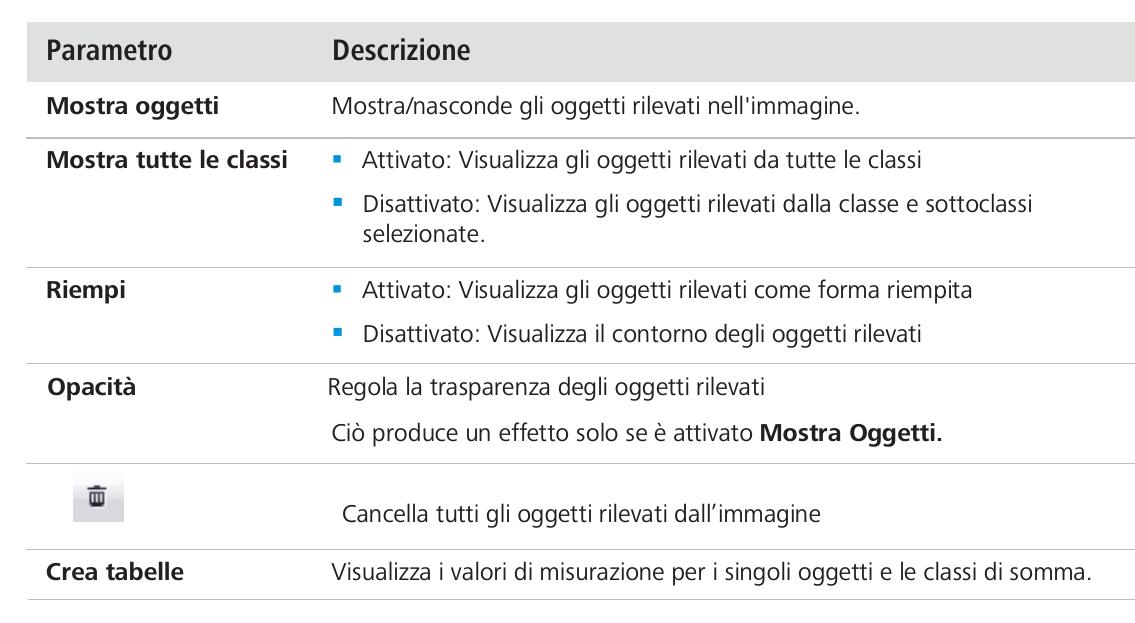 Parametro Descrizione
Mostra oggetti Mostra/nasconde gli oggetti rilevati nell'immagine.
Mostra tutte le classi ▪ Attivato: Visualizza gli oggetti rilevati da tutte le classi
▪ Disattivato: Visualizza gli oggetti rilevati dalla classe e sottoclassi
selezionate.
Riempi ▪ Attivato: Visualizza gli oggetti rilevati come forma riempita
▪ Disattivato: Visualizza il contorno degli oggetti rilevati
Opacità Regola la trasparenza degli oggetti rilevati
Ciò produce un effetto solo se è attivato Mostra Oggetti.
Cancella tutti gli oggetti rilevati dall’immagine
Crea tabelle Visualizza i valori di misurazione per i singoli oggetti e le classi di somma.